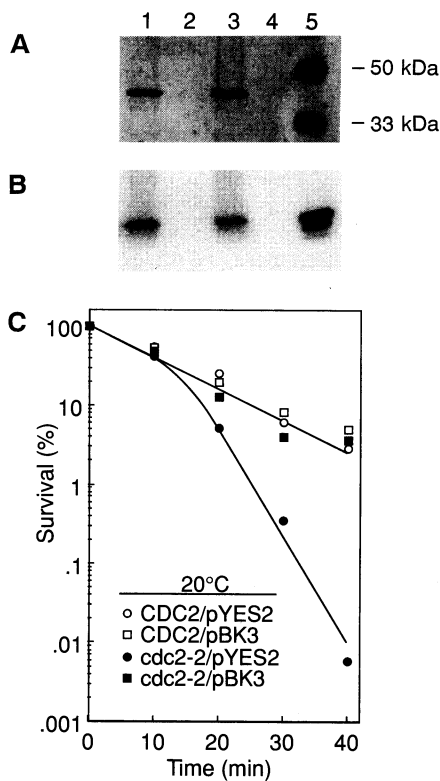 1 2 3 4 5
A
– 50 kDa
– 33 kDa
B
C
100
10
1
.1
.01
.001
Survival (%)
20°C
CDC2/pYES2
CDC2/pBK3
cdc2-2/pYES2
cdc2-2/pBK3
0 10 20 30 40
Time (min)